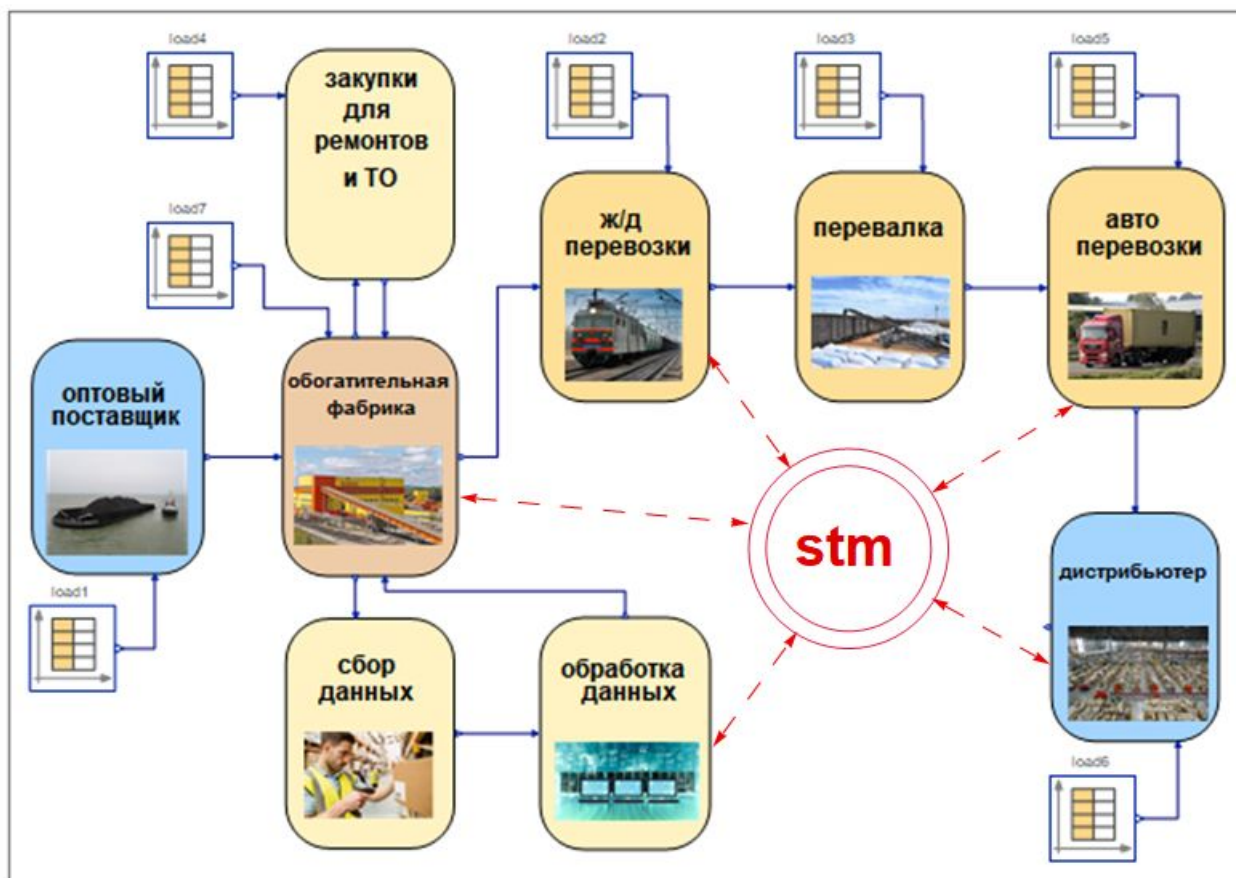 load4
закупки
для
ремонтов
и ТО
load2
load3
load5
load7
ж/д
перевозки
перевалка
авто
перевозки
оптовый
поставщик
обогатительная
фабрика
stm
дистрибьютер
load1
сбор
данных
обработка
данных
load6